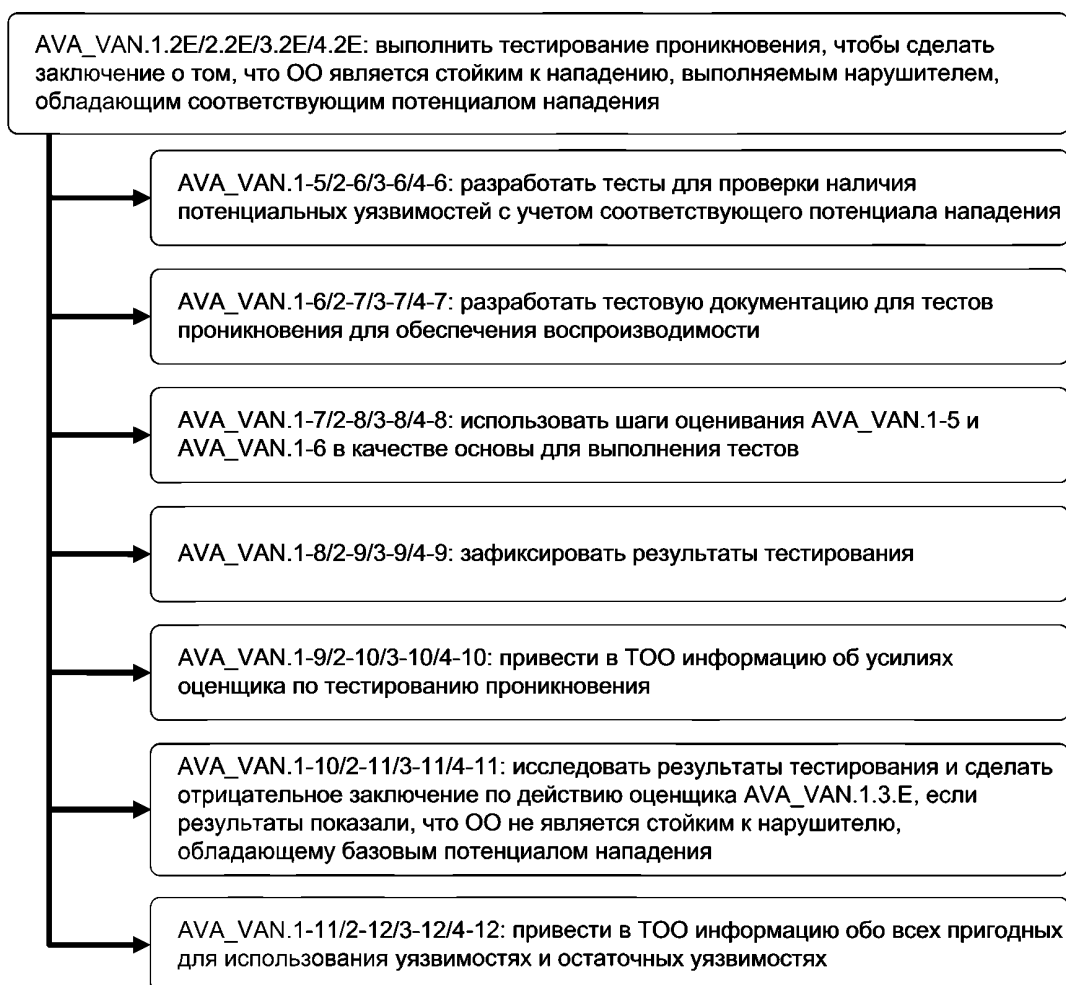 AVA_VAN.1.2E/2.2E/3.2E/4.2E: выполнить тестирование проникновения, чтобы сделать
заключение о том, что ОО является стойким к нападению, выполняемым нарушителем,
обладающим соответствующим потенциалом нападения
AVA_VAN.1-5/2-6/3-6/4-6: разработать тесты для проверки наличия
потенциальных уязвимостей с учетом соответствующего потенциала нападения
AVA_VAN.1-6/2-7/3-7/4-7: разработать тестовую документацию для тестов
проникновения для обеспечения воспроизводимости
AVA_VAN.1-7/2-8/3-8/4-8: использовать шаги оценивания AVA_VAN.1-5 и
AVA_VAN.1-6 в качестве основы для выполнения тестов
AVA_VAN.1-8/2-9/3-9/4-9: зафиксировать результаты тестирования
AVA_VAN.1-9/2-10/3-10/4-10: привести в ТОО информацию об усилиях
оценщика по тестированию проникновения
AVA_VAN.1-10/2-11/3-11/4-11: исследовать результаты тестирования и сделать
отрицательное заключение по действию оценщика AVA_VAN.1.3.E, если
результаты показали, что ОО не является стойким к нарушителю,
обладающему базовым потенциалом нападения
AVA_VAN.1-11/2-12/3-12/4-12: привести в ТОО информацию обо всех пригодных
для использования уязвимостях и остаточных уязвимостях